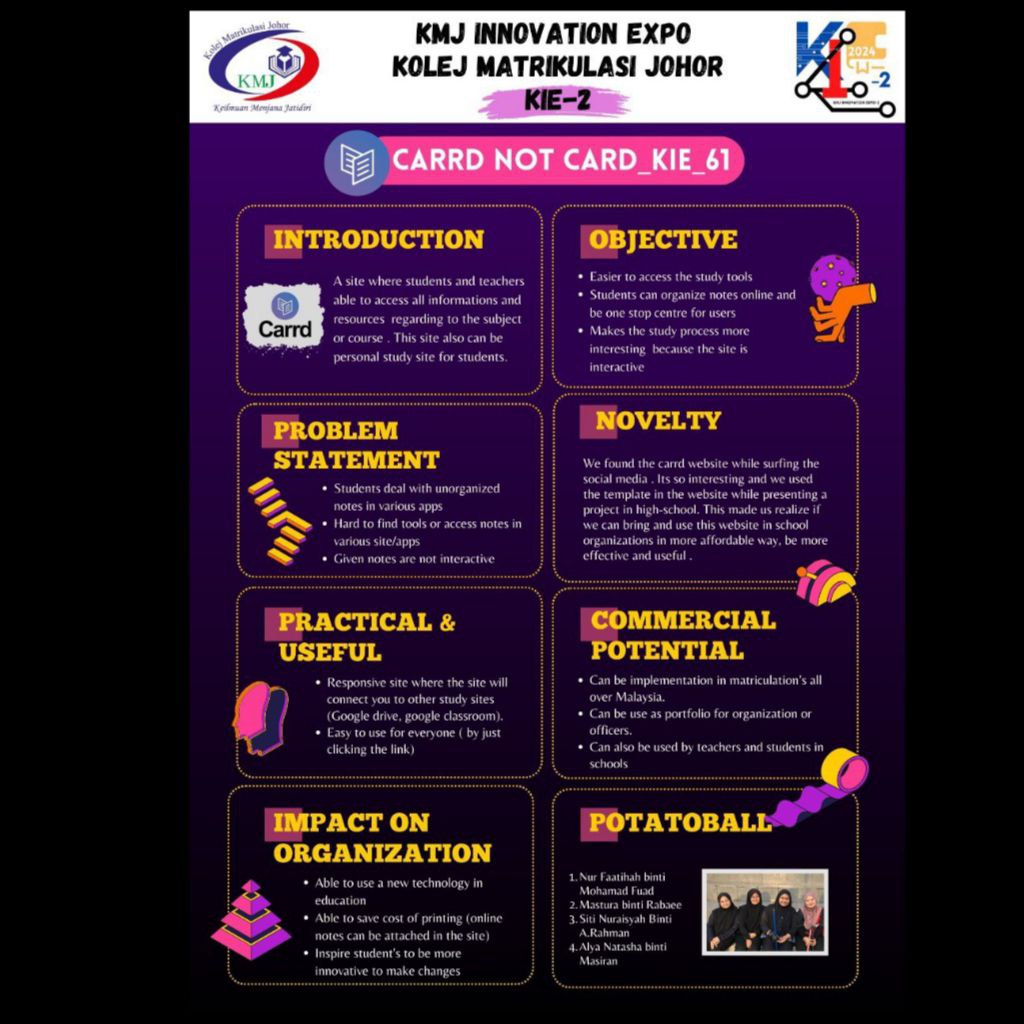 Kolej Matrikulasi Johor
KMJ
Keilmuan Menjana Jatidiri
KMJ INNOVATION EXPO
KOLEJ MATRIKULASI JOHOR
KIE-2
2024
-2
KMJ INNOVATION EXPO 2
CARRD NOT CARD_KIE_61
INTRODUCTION
Carrd
A site where students and teachers
able to access all informations and
resources regarding to the subject
or course . This site also can be
personal study site for students.
OBJECTIVE
• Easier to access the study tools
• Students can organize notes online and
be one stop centre for users
• Makes the study process more
interesting because the site is
interactive
PROBLEM
STATEMENT
• Students deal with unorganized
notes in various apps
• Hard to find tools or access notes in
various site/apps
• Given notes are not interactive
NOVELTY
We found the carrd website while surfing the
social media . Its so interesting and we used
the template in the website while presenting a
project in high-school. This made us realize if
we can bring and use this website in school
organizations in more affordable way, be more
effective and useful .
PRACTICAL &
USEFUL
• Responsive site where the site will
connect you to other study sites
(Google drive, google classroom).
• Easy to use for everyone ( by just
clicking the link)
COMMERCIAL
POTENTIAL
• Can be implementation in matriculation's all
over Malaysia.
• Can be use as portfolio for organization or
officers.
• Can also be used by teachers and students in
schools
IMPACT ON
ORGANIZATION
• Able to use a new technology in
education
• Able to save cost of printing (online
notes can be attached in the site)
• Inspire student's to be more
innovative to make changes
POTATOBALL
1. Nur Faatihah binti
Mohamad Fuad
2. Mastura binti Rabaee
3. Siti Nuraisyah Binti
A.Rahman
4. Alya Natasha binti
Masiran